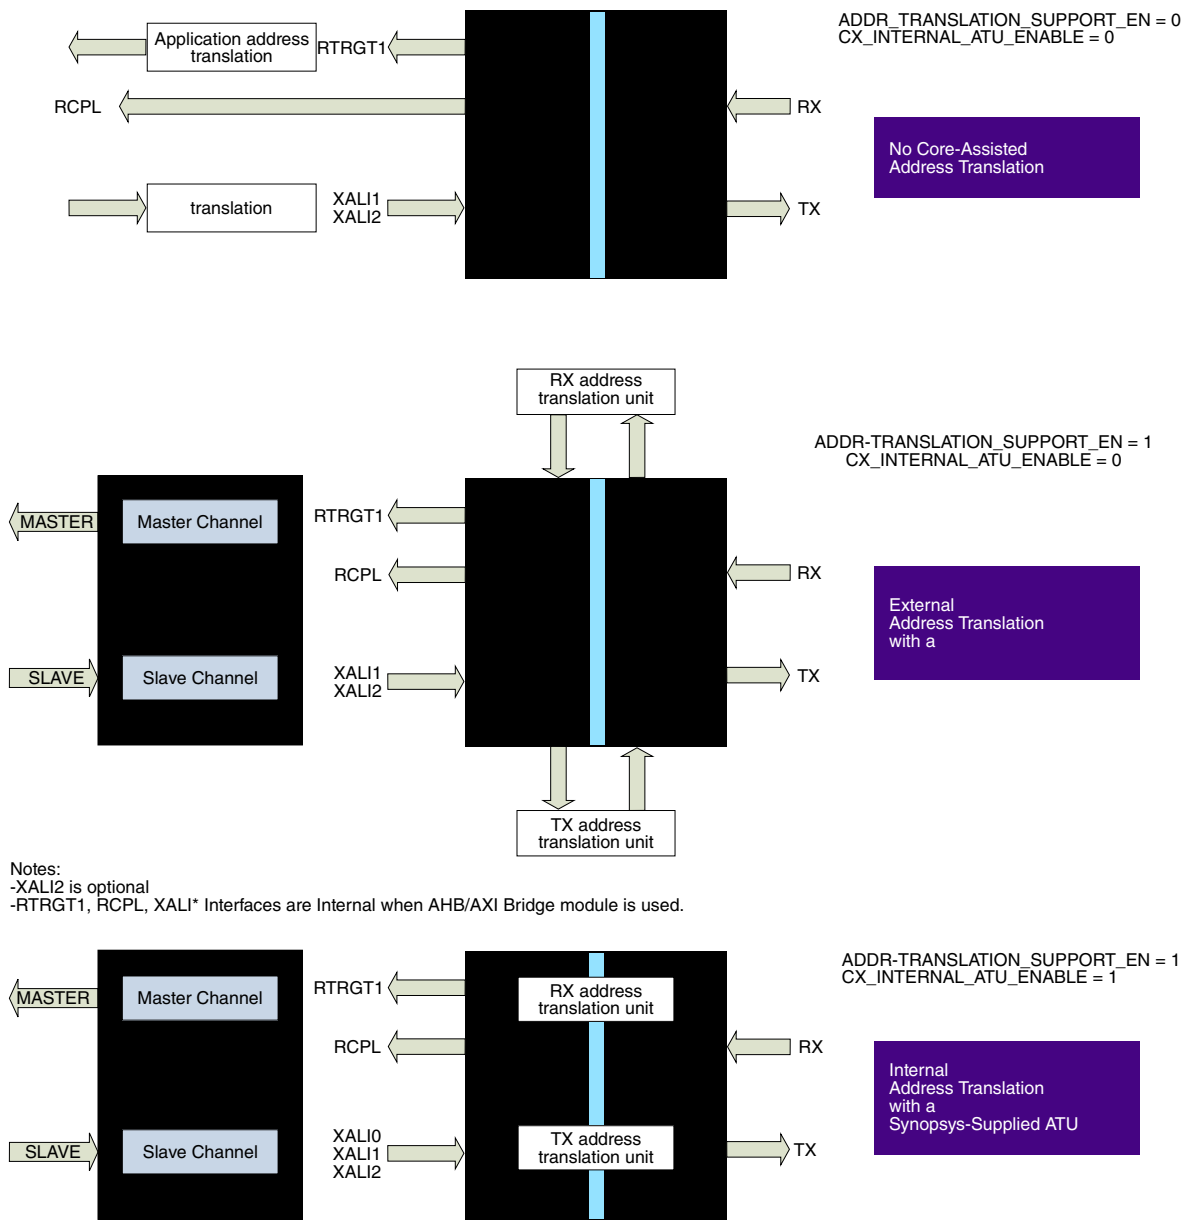 ADDR_TRANSLATION_SUPPORT_EN = 0
CX_INTERNAL_ATU_ENABLE = 0
Application address
translation
RTRGT1
RCPL
RX
No Core-Assisted
Address Translation
translation
XALI1
XALI2
TX
RX address
translation unit
ADDR-TRANSLATION_SUPPORT_EN = 1
CX_INTERNAL_ATU_ENABLE = 0
MASTER
Master Channel
RTRGT1
RCPL
RX
External
Address Translation
with a
SLAVE
Slave Channel
XALI1
XALI2
TX
TX address
translation unit
Notes:
-XALI2 is optional
-RTRGT1, RCPL, XALI* Interfaces are Internal when AHB/AXI Bridge module is used.
ADDR-TRANSLATION_SUPPORT_EN = 1
CX_INTERNAL_ATU_ENABLE = 1
MASTER
Master Channel
RTRGT1
RX address
translation unit
RCPL
RX
Internal
Address Translation
with a
Synopsys-Supplied ATU
SLAVE
Slave Channel
XALI0
XALI1
XALI2
TX address
translation unit
TX